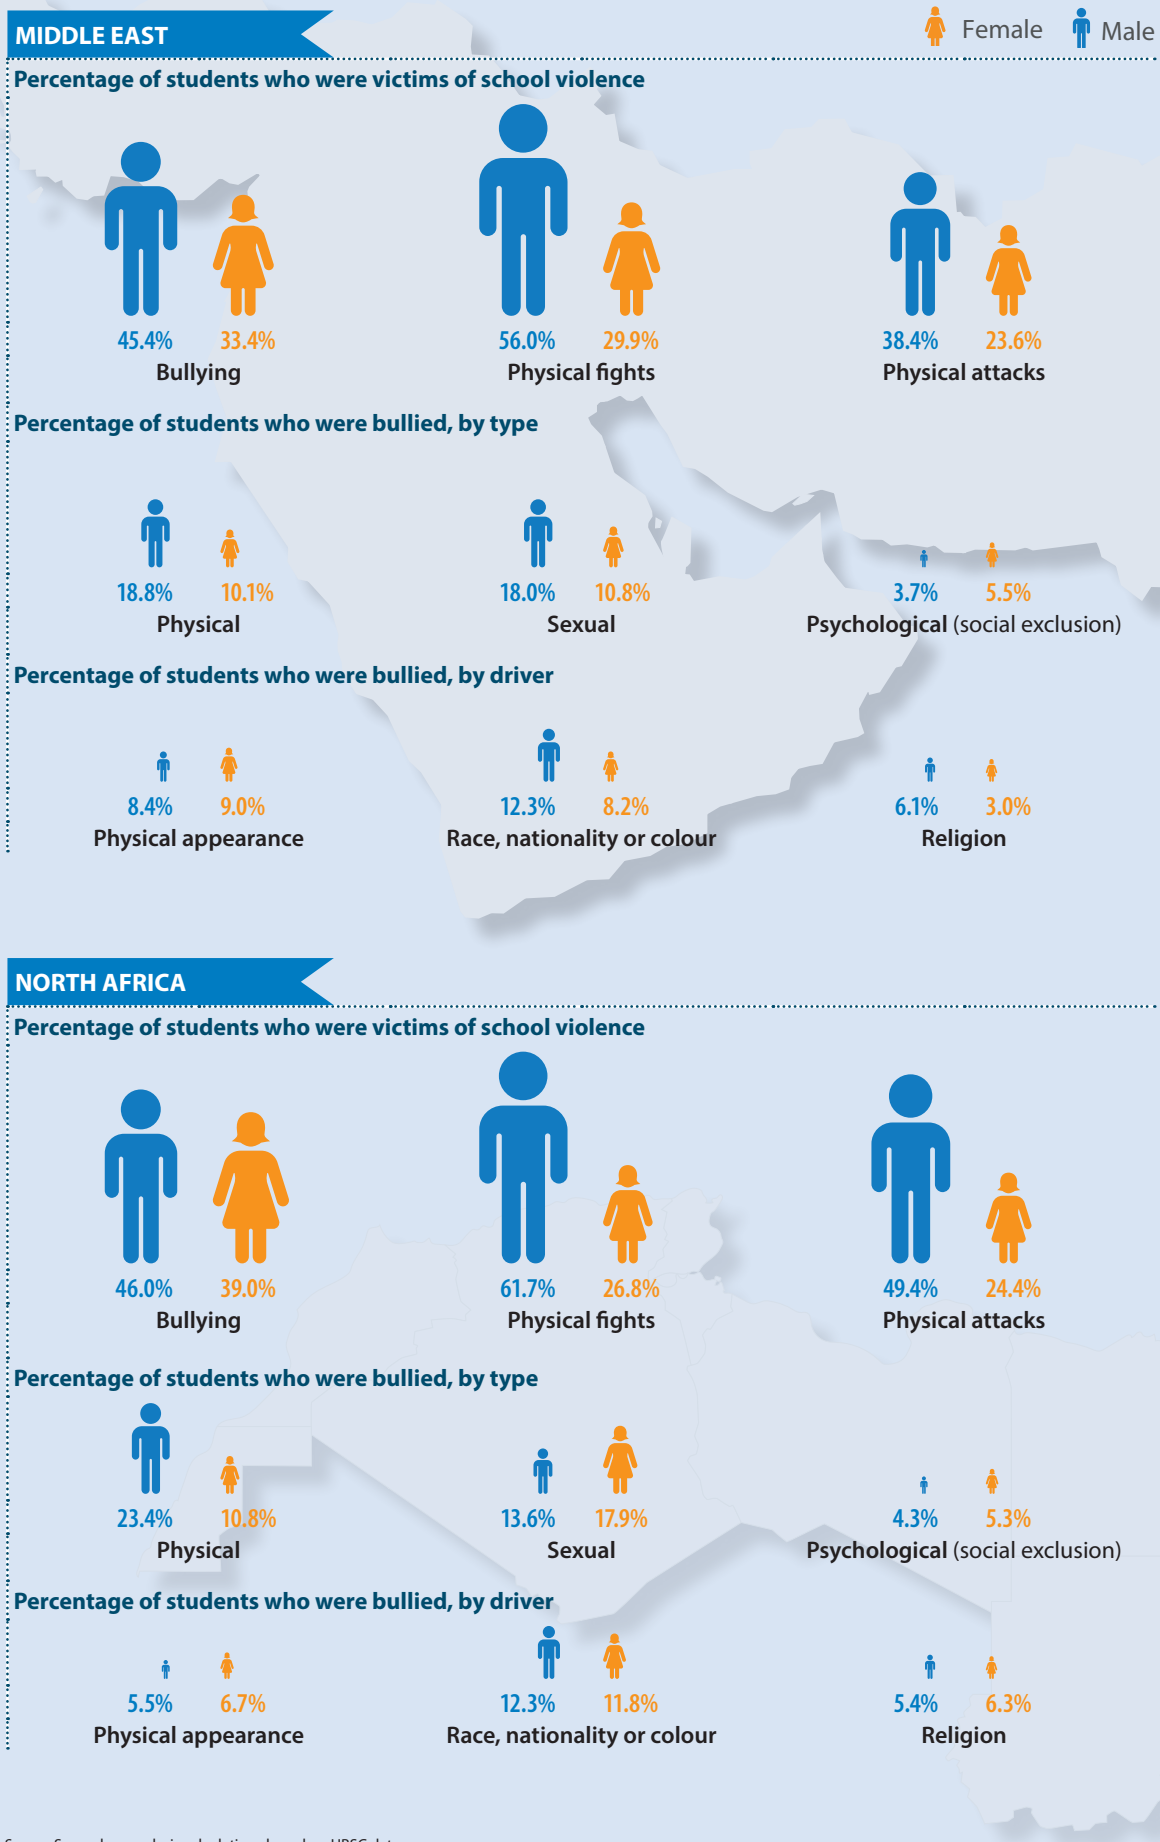 MIDDLE EAST
Female Male
Percentage of students who were victims of school violence
45.4% 33.4% 56.0% 29.9% 38.4% 23.6%
Bullying Physical fights Physical attacks
Percentage of students who were bullied, by type
18.8% 10.1% 18.0% 10.8% 3.7% 5.5%
Physical Sexual Psychological (social exclusion)
Percentage of students who were bullied, by driver
8.4% 9.0% 12.3% 8.2% 6.1% 3.0%
Physical appearance Race, nationality or colour Religion
NORTH AFRICA
Percentage of students who were victims of school violence
46.0% 39.0% 61.7% 26.8% 49.4% 24.4%
Bullying Physical fights Physical attacks
Percentage of students who were bullied, by type
23.4% 10.8% 13.6% 17.9% 4.3% 5.3%
Physical Sexual Psychological (social exclusion)
Percentage of students who were bullied, by driver
5.5% 6.7% 12.3% 11.8% 5.4% 6.3%
Physical appearance Race, nationality or colour Religion